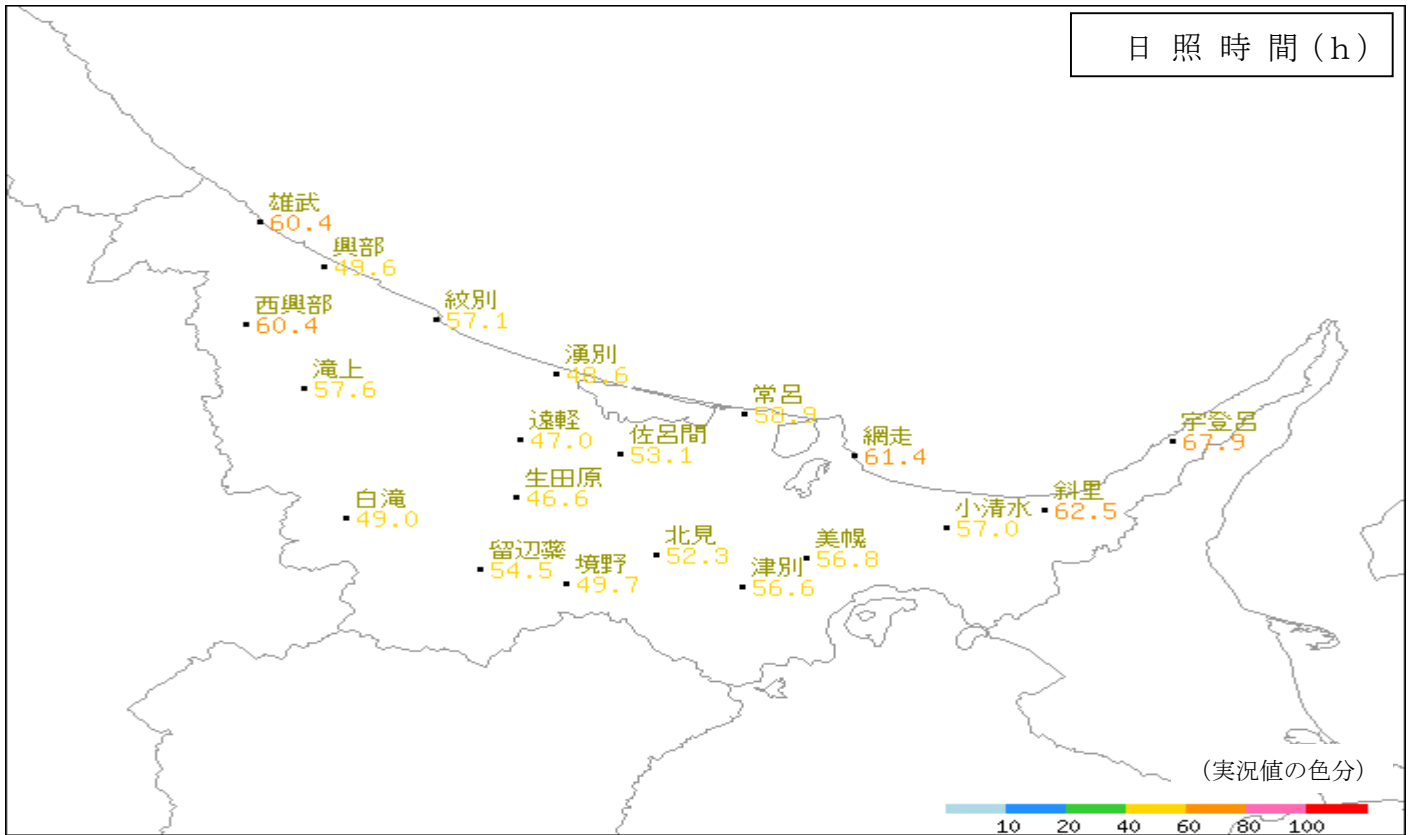 日照時間(h)
雄武
60.4
興部
49.6
西興部
60.4
紋別
57.1
滝上
57.6
湧別
48.6
常呂
58.9
遠軽
47.0
佐呂間
53.1
網走
61.4
宇登呂
67.9
生田原
46.6
白滝
49.0
斜里
62.5
小清水
57.0
留辺蘂
54.5
境野
49.7
北見
52.3
津別
56.6
美幌
56.8
(実況値の色分)
10 20 40 60 80 100